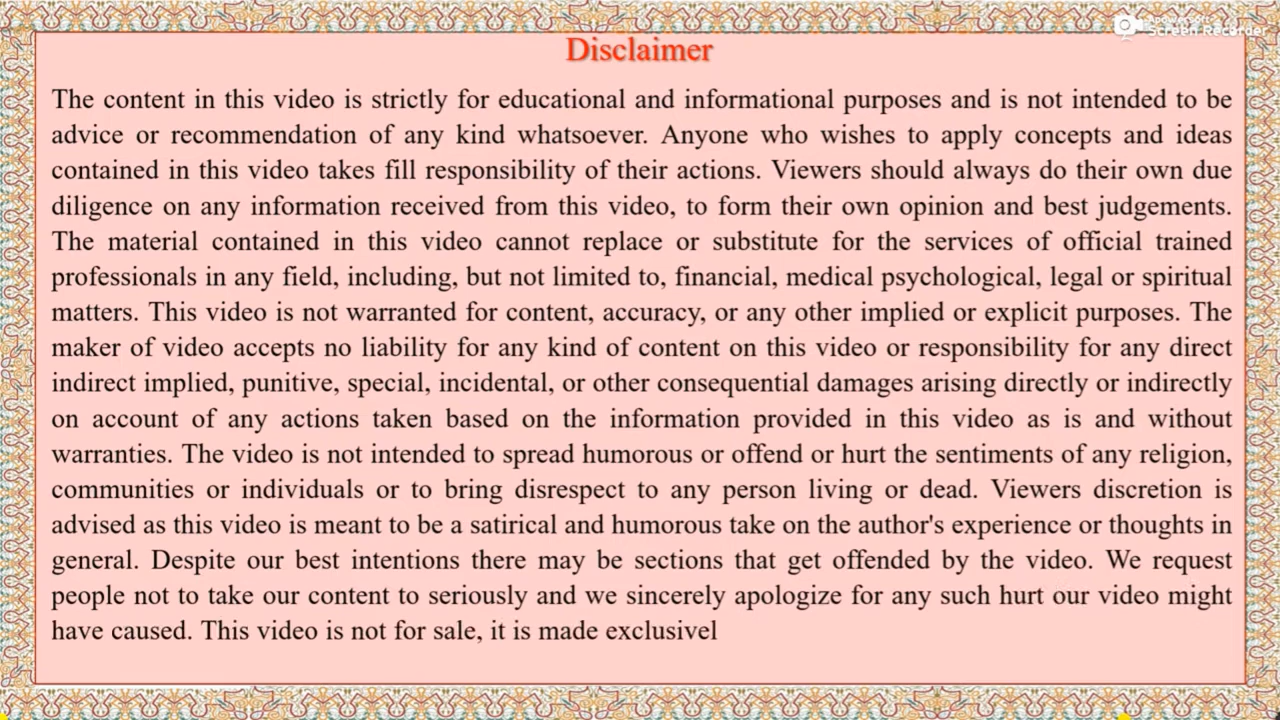 Apowersoft
Screen Recorder
Disclaimer
The content in this video is strictly for educational and informational purposes and is not intended to be
advice or recommendation of any kind whatsoever. Anyone who wishes to apply concepts and ideas
contained in this video takes fill responsibility of their actions. Viewers should always do their own due
diligence on any information received from this video, to form their own opinion and best judgements.
The material contained in this video cannot replace or substitute for the services of official trained
professionals in any field, including, but not limited to, financial, medical psychological, legal or spiritual
matters. This video is not warranted for content, accuracy, or any other implied or explicit purposes. The
maker of video accepts no liability for any kind of content on this video or responsibility for any direct
indirect implied, punitive, special, incidental, or other consequential damages arising directly or indirectly
on account of any actions taken based on the information provided in this video as is and without
warranties. The video is not intended to spread humorous or offend or hurt the sentiments of any religion,
communities or individuals or to bring disrespect to any person living or dead. Viewers discretion is
advised as this video is meant to be a satirical and humorous take on the author's experience or thoughts in
general. Despite our best intentions there may be sections that get offended by the video. We request
people not to take our content to seriously and we sincerely apologize for any such hurt our video might
have caused. This video is not for sale, it is made exclusivel